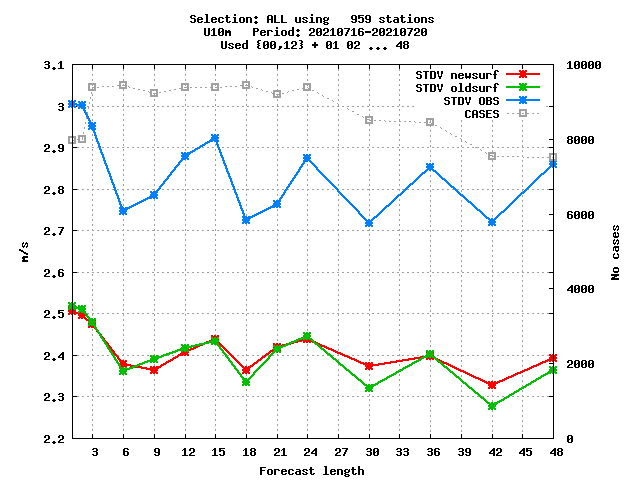 Selection: ALL using   959 stations
U10m   Period: 20210716-20210720
Used {00,12} + 01 02 ... 48
STDV newsurf
STDV oldsurf
STDV OBS
CASES
3.1
3
2.9
2.8
2.7
2.6
2.5
2.4
2.3
2.2
m/s
10000
8000
6000
4000
2000
0
No cases
3 6 9 12 15 18 21 24 27 30 33 36 39 42 45 48
Forecast length